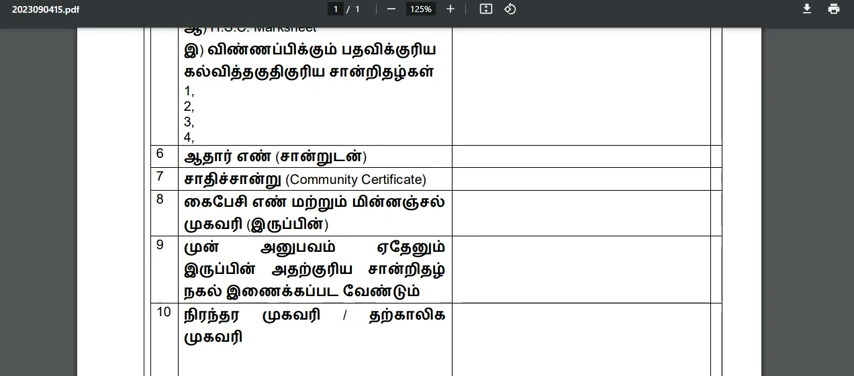 2023090415.pdf
1 / 1
125%
ஆ) H.S.C. Marksheet
இ) விண்ணப்பிக்கும் பதவிக்குரிய
கல்வித்தகுதிகுரிய சான்றிதழ்கள்
1,
2,
3,
4,
6 ஆதார் எண் (சான்றுடன்)
7 சாதிச்சான்று (Community Certificate)
8 கைபேசி எண் மற்றும் மின்னஞ்சல்
முகவரி (இருப்பின்)
9 முன் அனுபவம் ஏதேனும்
இருப்பின் அதற்குரிய சான்றிதழ்
நகல் இணைக்கப்பட வேண்டும்
10 நிரந்தர முகவரி / தற்காலிக
முகவரி